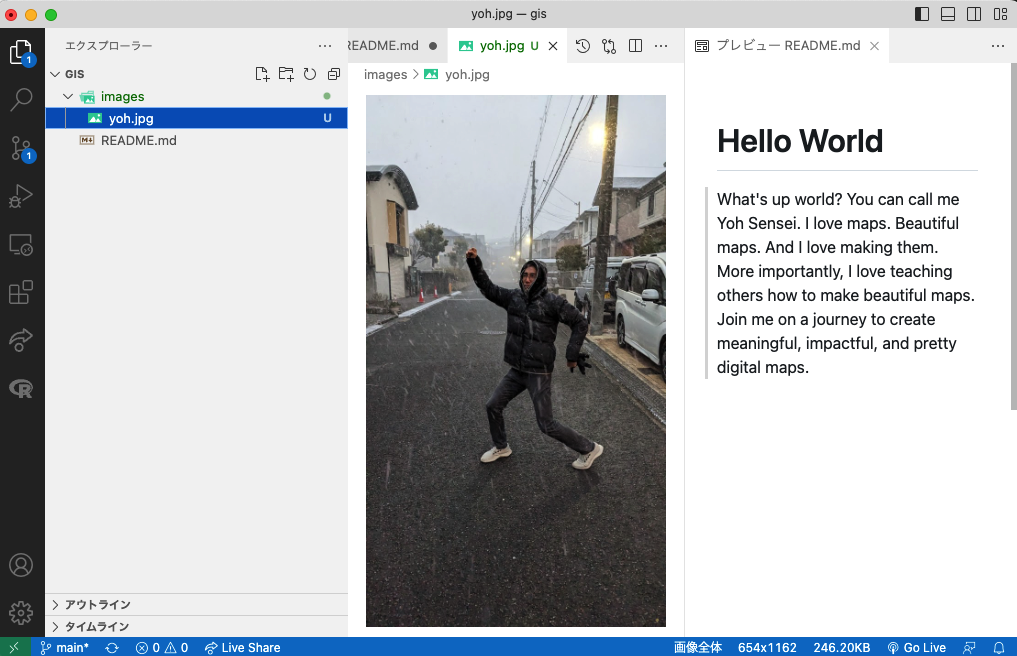 yoh.jpg — gis
エクスプローラー
GIS
images
yoh.jpg U
README.md
アウトライン
タイムライン
README.md
yoh.jpg U
images > yoh.jpg
プレビュー README.md
Hello World
What's up world? You can call me
Yoh Sensei. I love maps. Beautiful
maps. And I love making them.
More importantly, I love teaching
others how to make beautiful maps.
Join me on a journey to create
meaningful, impactful, and pretty
digital maps.
1
1
R
main* 0 0 Live Share 画像全体 654x1162 246.20KB Go Live